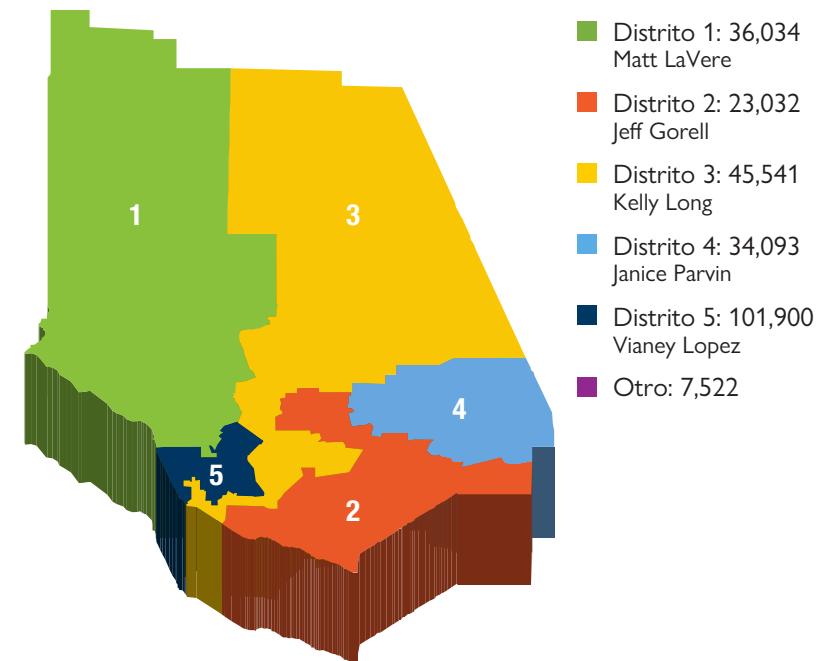 Distrito 1: 36,034
Matt LaVere
Distrito 2: 23,032
Jeff Gorell
Distrito 3: 45,541
Kelly Long
Distrito 4: 34,093
Janice Parvin
Distrito 5: 101,900
Vianey Lopez
Otro: 7,522
1
3
4
5
2